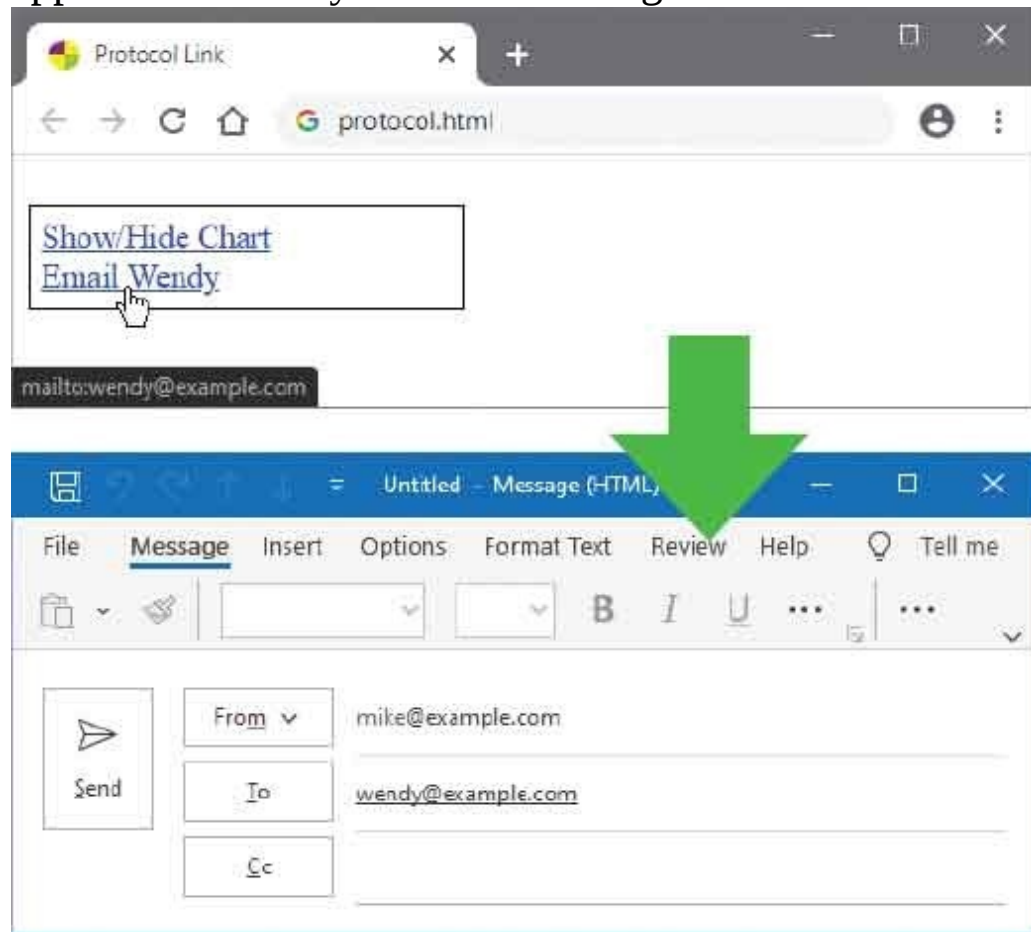 Protocol Link
protocol.html
Show/Hide Chart
Email Wendy
mailto:wendy@example.com
Untitled - Message (HTML)
File Message Insert Options Format Text Review Help Tell me
B I U
From mike@example.com
Send To wendy@example.com
Cc